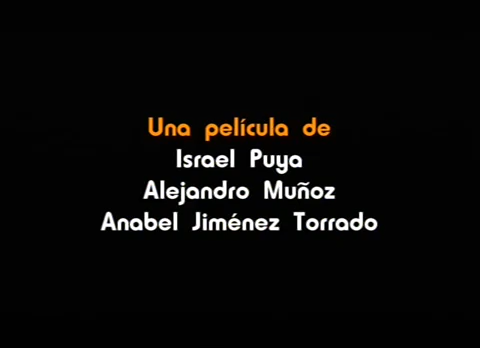 Una película de
Israel Puya
Alejandro Muñoz
Anabel Jiménez Torrado